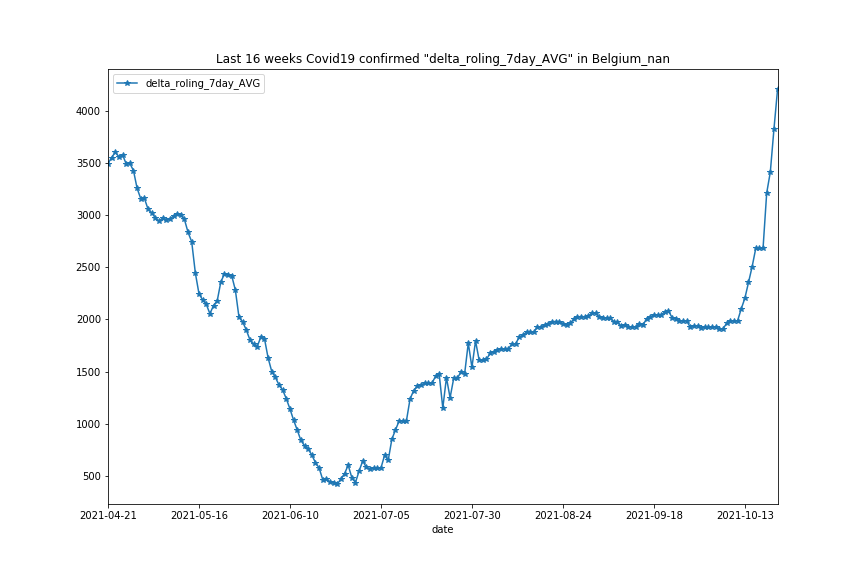 Last 16 weeks Covid19 confirmed "delta_roling_7day_AVG" in Belgium_nan
delta_roling_7day_AVG
4000
3500
3000
2500
2000
1500
1000
500
2021-04-21 2021-05-16 2021-06-10 2021-07-05 2021-07-30 2021-08-24 2021-09-18 2021-10-13
date